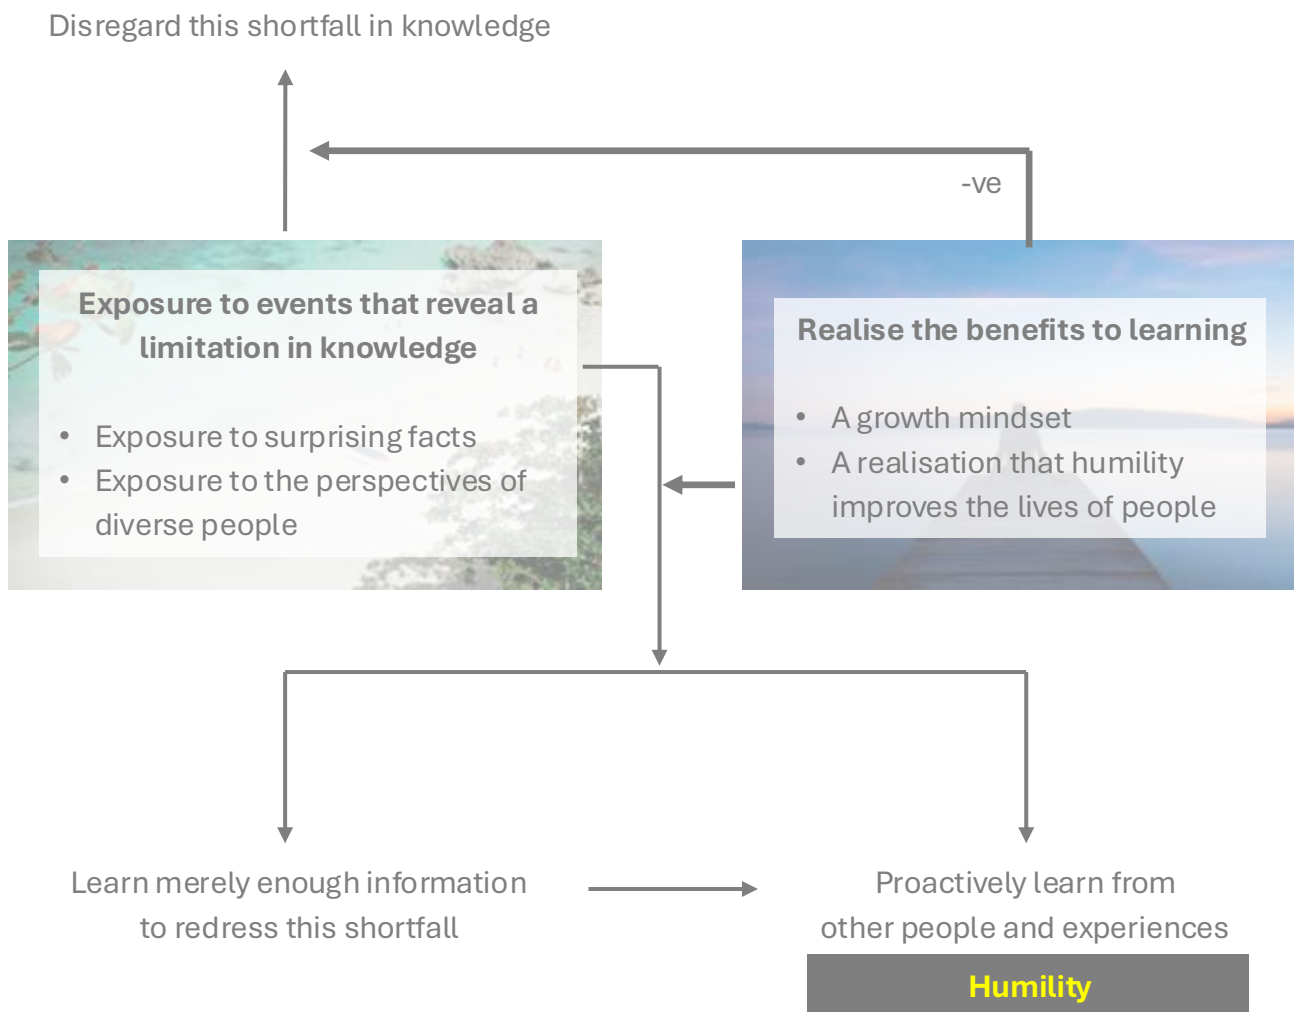 Disregard this shortfall in knowledge
-ve
Exposure to events that reveal a
limitation in knowledge
• Exposure to surprising facts
• Exposure to the perspectives of
diverse people
Realise the benefits to learning
• A growth mindset
• A realisation that humility
improves the lives of people
Learn merely enough information
to redress this shortfall
Proactively learn from
other people and experiences
Humility